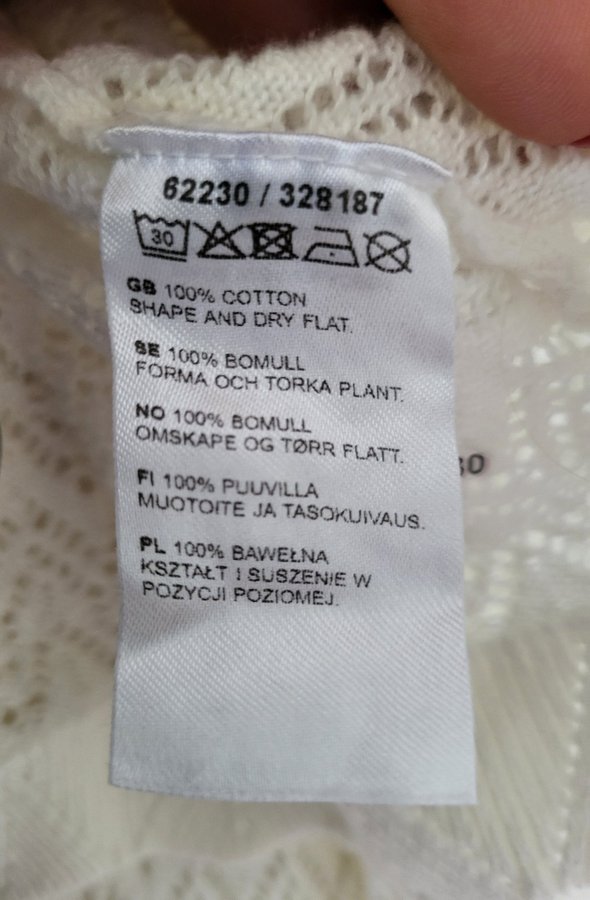 62230 / 328187
30
GB 100% COTTON
SHAPE AND DRY FLAT.
SE 100% BOMULL
FORMA OCH TORKA PLANT.
NO 100% BOMULL
OMSKAPE OG TØRR FLATT.
FI 100% PUUVILLA
MUOTOITE JA TASOKUIVAUS.
PL 100% BAWEŁNA
KSZTAŁT I SUSZENIE W
POZYCJI POZIOMEJ.